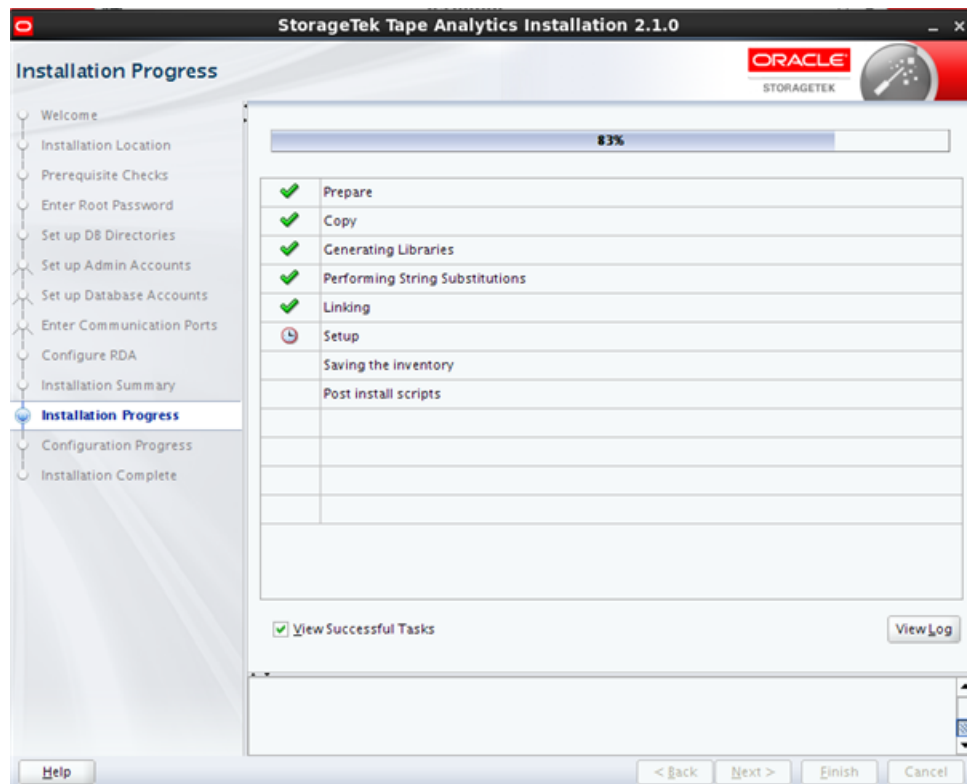 StorageTek Tape Analytics Installation 2.1.0
Installation Progress
ORACLE
STORAGETEK
Welcome
Installation Location
Prerequisite Checks
Enter Root Password
Set up DB Directories
Set up Admin Accounts
Set up Database Accounts
Enter Communication Ports
Configure RDA
Installation Summary
Installation Progress
Configuration Progress
Installation Complete
83%
Prepare
Copy
Generating Libraries
Performing String Substitutions
Linking
Setup
Saving the inventory
Post install scripts
View Successful Tasks
View Log
Help
< Back
Next >
Finish
Cancel